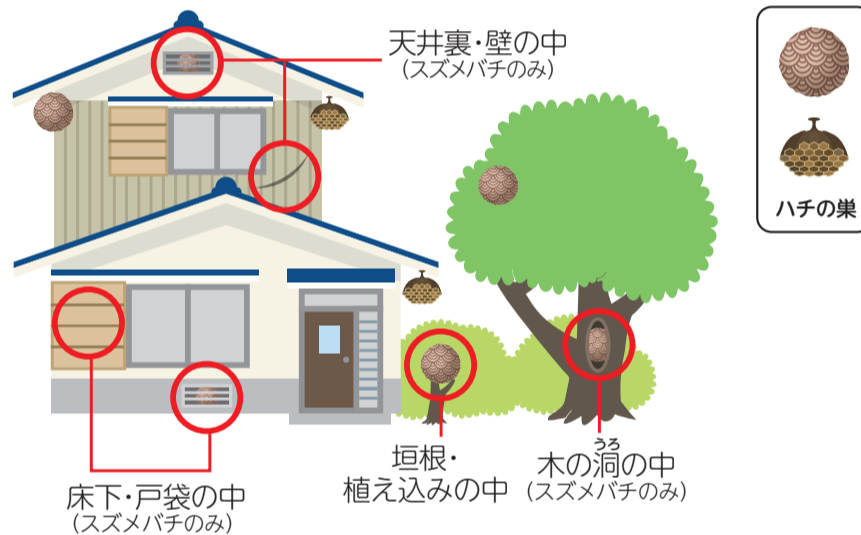 天井裏・壁の中
(スズメバチのみ)
ハチの巣
床下・戸袋の中
(スズメバチのみ)
垣根・
植え込みの中
うろ
木の洞の中
(スズメバチのみ)